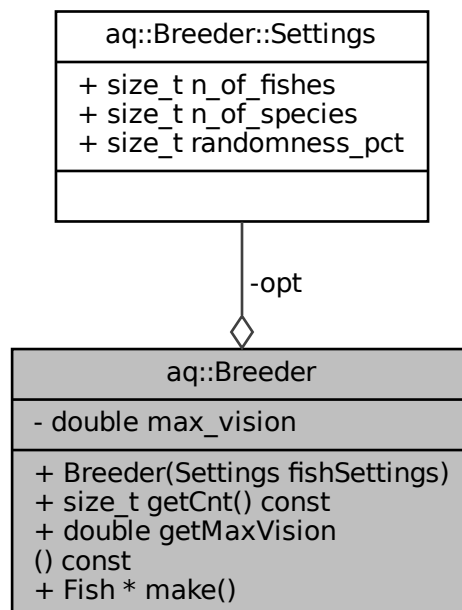 aq::Breeder::Settings
+ size_t n_of_fishes
+ size_t n_of_species
+ size_t randomness_pct
-opt
aq::Breeder
- double max_vision
+ Breeder(Settings fishSettings)
+ size_t getCnt() const
+ double getMaxVision
() const
+ Fish * make()